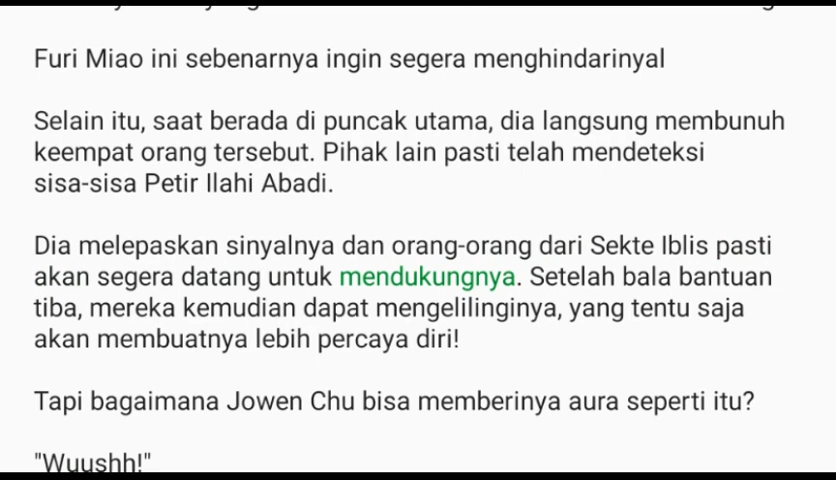 Furi Miao ini sebenarnya ingin segera menghindarinyal
Selain itu, saat berada di puncak utama, dia langsung membunuh
keempat orang tersebut. Pihak lain pasti telah mendeteksi
sisa-sisa Petir Ilahi Abadi.
Dia melepaskan sinyalnya dan orang-orang dari Sekte Iblis pasti
akan segera datang untuk mendukungnya. Setelah bala bantuan
tiba, mereka kemudian dapat mengelilinginya, yang tentu saja
akan membuatnya lebih percaya diri!
Tapi bagaimana Jowen Chu bisa memberinya aura seperti itu?
"Wuushh!"